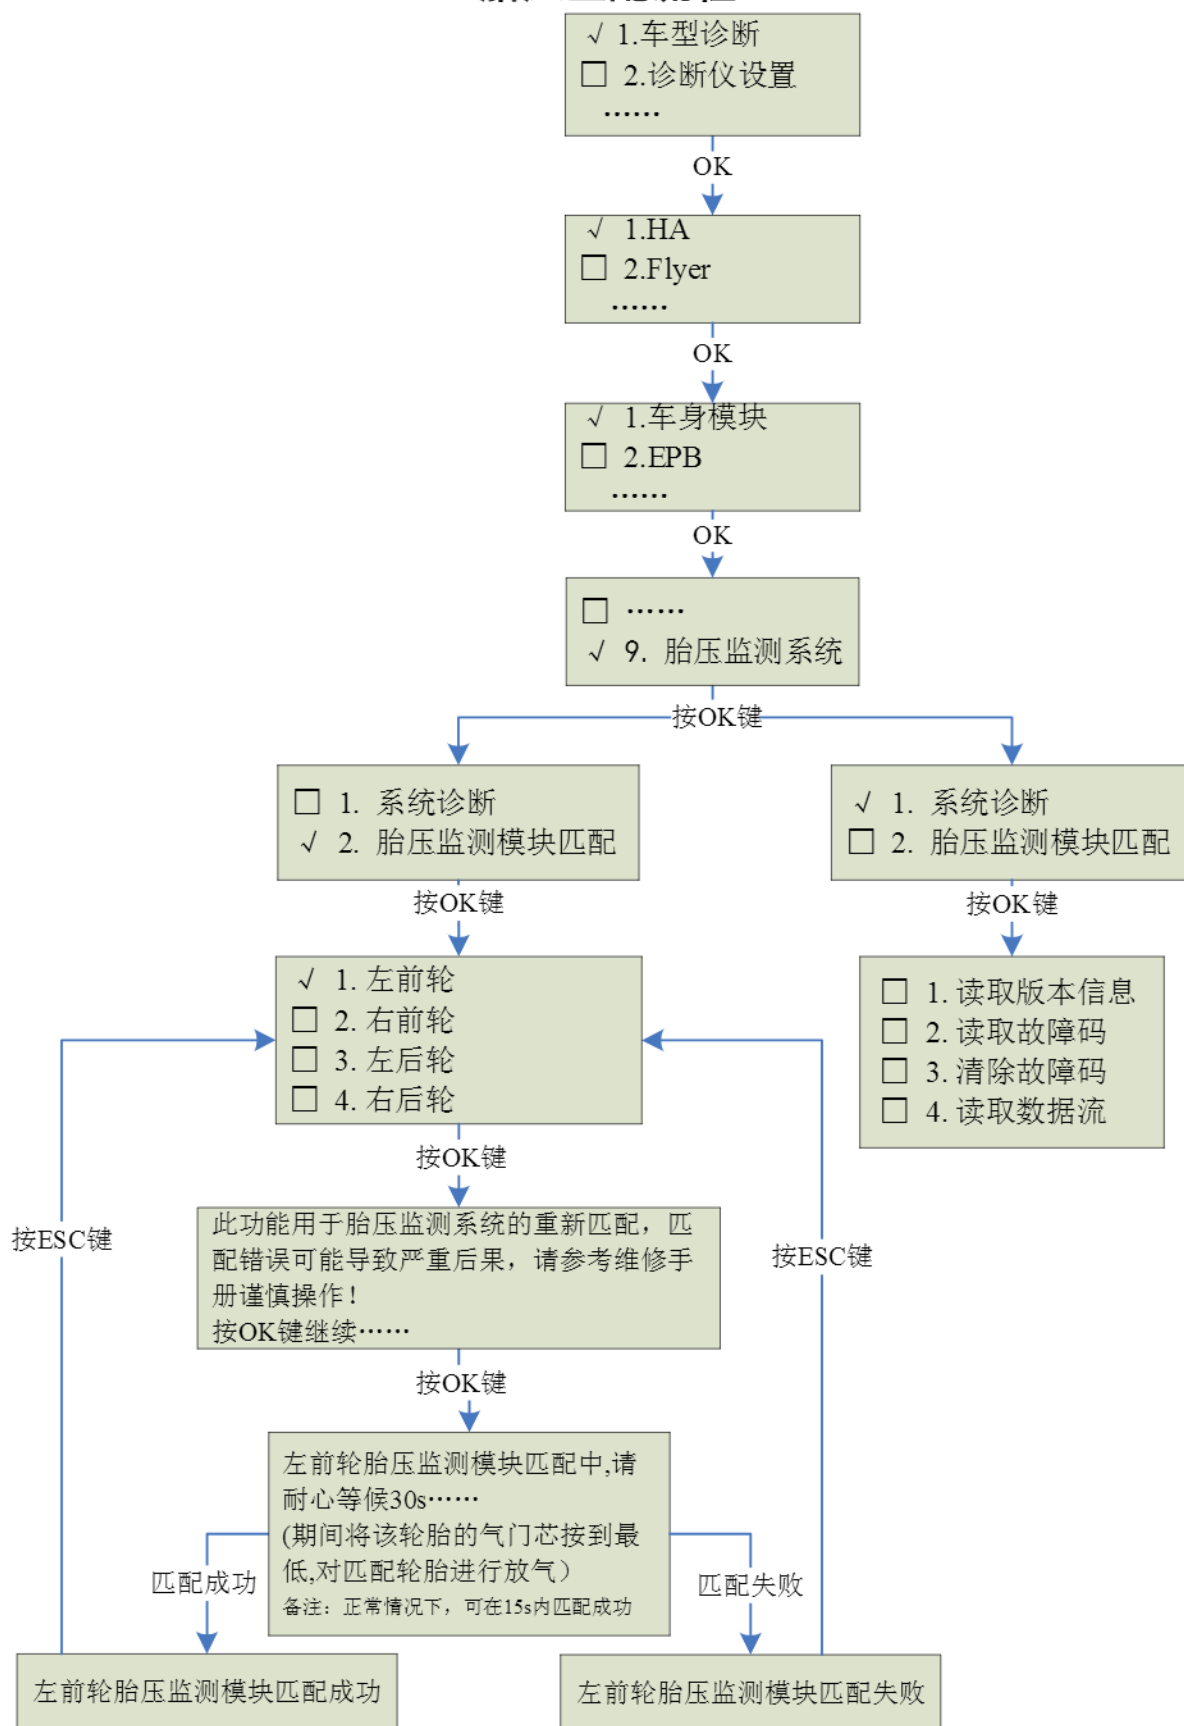 √ 1.车型诊断
□ 2.诊断仪设置
……
OK
√ 1.HA
□ 2.Flyer
……
OK
√ 1.车身模块
□ 2.EPB
……
OK
□ ……
√ 9. 胎压监测系统
按OK键
□ 1. 系统诊断
√ 2. 胎压监测模块匹配
√ 1. 系统诊断
□ 2. 胎压监测模块匹配
按OK键
按OK键
√ 1. 左前轮
□ 2. 右前轮
□ 3. 左后轮
□ 4. 右后轮
□ 1. 读取版本信息
□ 2. 读取故障码
□ 3. 清除故障码
□ 4. 读取数据流
按OK键
此功能用于胎压监测系统的重新匹配，匹
配错误可能导致严重后果，请参考维修手
册谨慎操作！
按OK键继续……
按ESC键
按ESC键
按OK键
左前轮胎压监测模块匹配中,请
耐心等候30s……
(期间将该轮胎的气门芯按到最
低,对匹配轮胎进行放气）
备注：正常情况下，可在15s内匹配成功
匹配成功
匹配失败
左前轮胎压监测模块匹配成功
左前轮胎压监测模块匹配失败